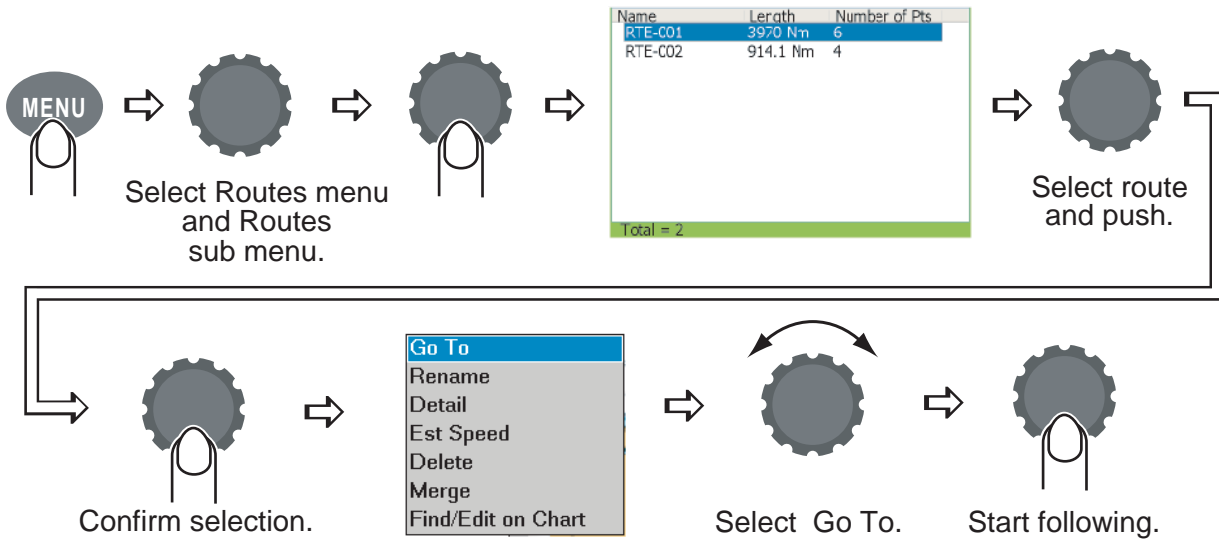 MENU
Select Routes menu
and Routes
sub menu.
Name Length Number of Pts
RTE-C01 3970 Nm 6
RTE-C02 914.1 Nm 4
Total = 2
Select route
and push.
Confirm selection.
Go To
Rename
Detail
Est Speed
Delete
Merge
Find/Edit on Chart
Select Go To.
Start following.